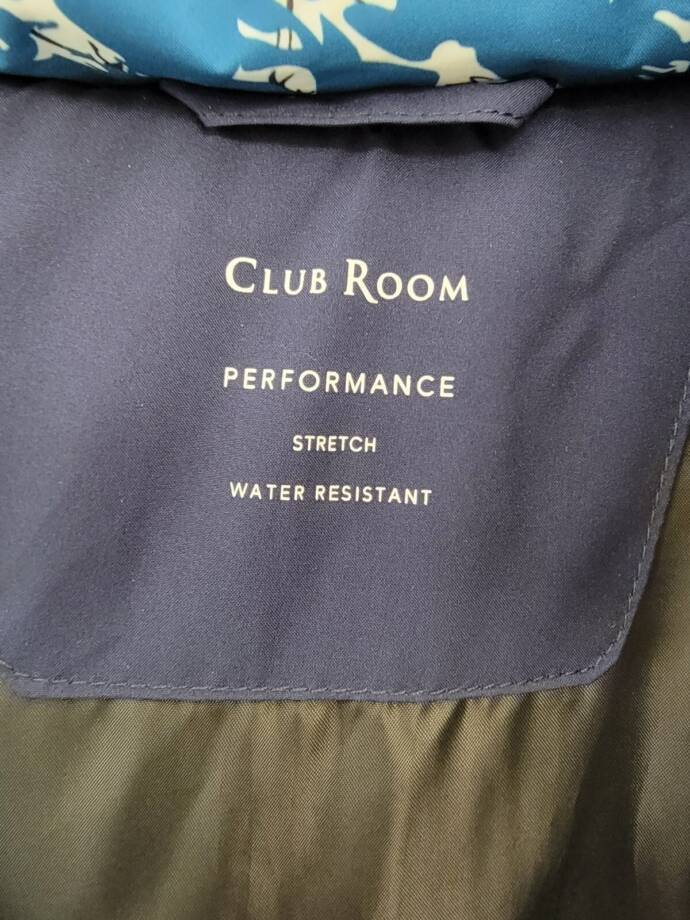 CLUB ROOM
PERFORMANCE
STRETCH
WATER RESISTANT